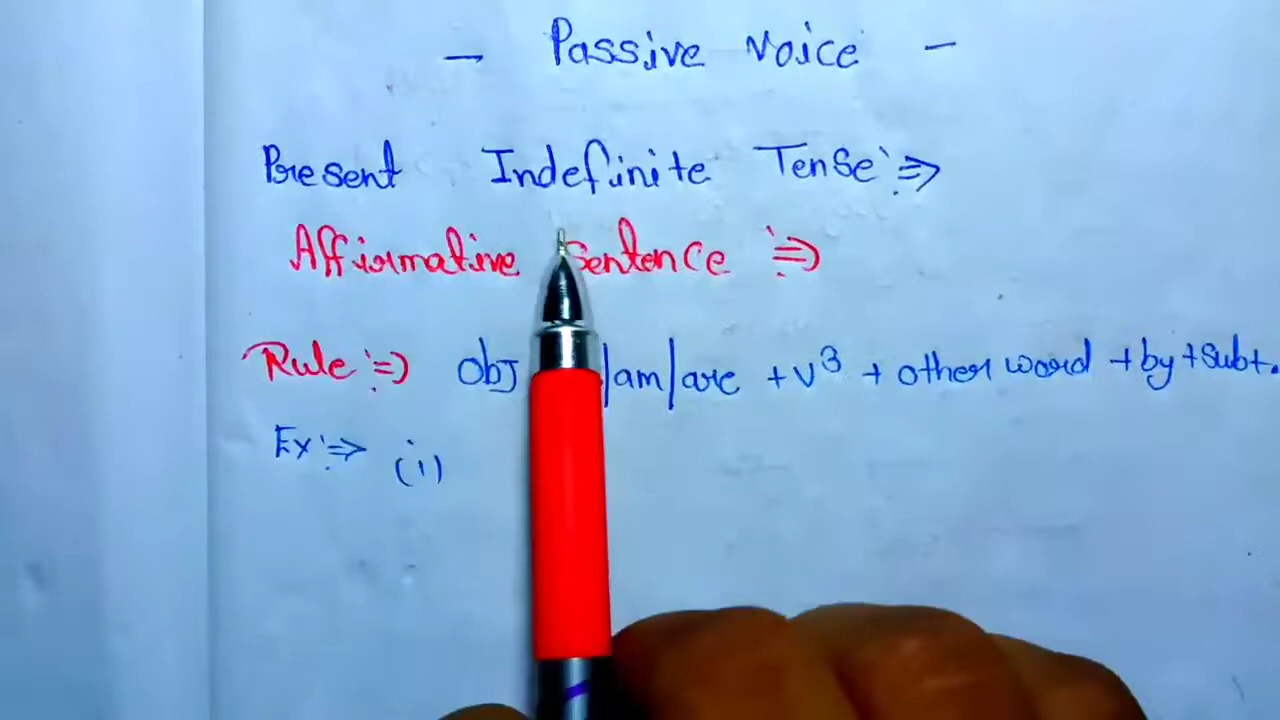 - Passive Voice -
Present Indefinite Tense :⇒
Affirmative Sentence :⇒
Rule :⇒ obj /am/are + v³ + other word + by + Subt.
Ex :⇒ (i)